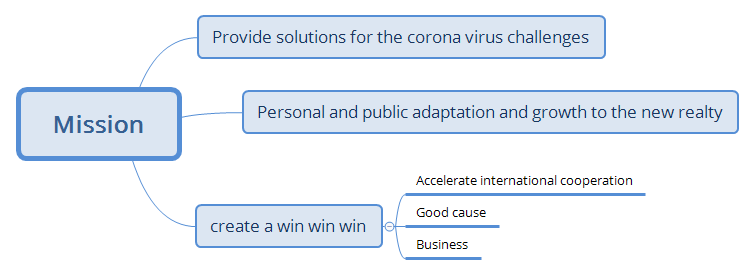 Provide solutions for the corona virus challenges
Mission
Personal and public adaptation and growth to the new realty
create a win win win
Accelerate international cooperation
Good cause
Business